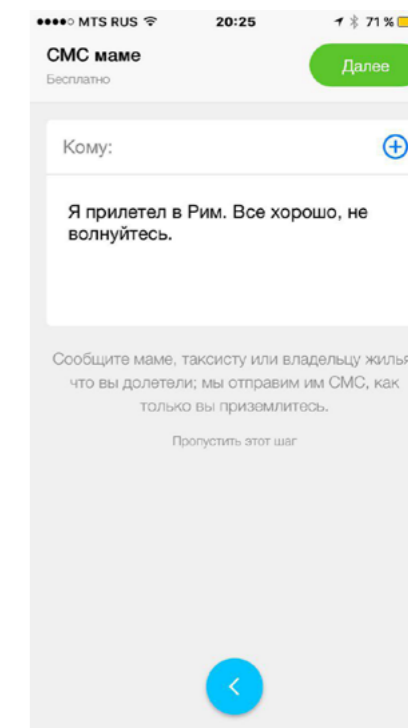 MTS RUS 20:25 71 %
СМС маме
Бесплатно
Далее
Кому:
Я прилетел в Рим. Все хорошо, не
волнуйтесь.
Сообщите маме, таксисту или владельцу жилья,
что вы долетели; мы отправим им СМС, как
только вы приземлитесь.
Пропустить этот шаг